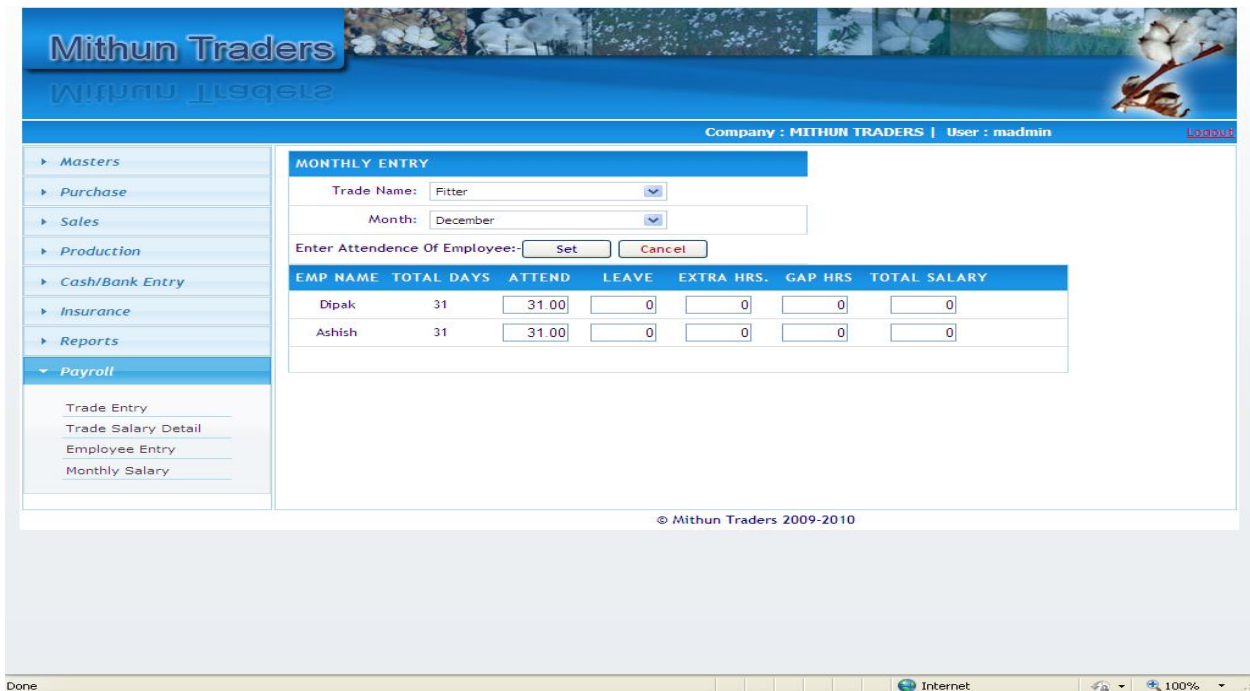 Mithun Traders
Company : MITHUN TRADERS | User : madmin
Logout
Masters
Purchase
Sales
Production
Cash/Bank Entry
Insurance
Reports
Payroll
Trade Entry
Trade Salary Detail
Employee Entry
Monthly Salary
MONTHLY ENTRY
Trade Name: Fitter
Month: December
Enter Attendence Of Employee:- Set Cancel
EMP NAME TOTAL DAYS ATTEND LEAVE EXTRA HRS. GAP HRS TOTAL SALARY
Dipak 31 31.00 0 0 0 0
Ashish 31 31.00 0 0 0 0
© Mithun Traders 2009-2010
Done Internet 100%